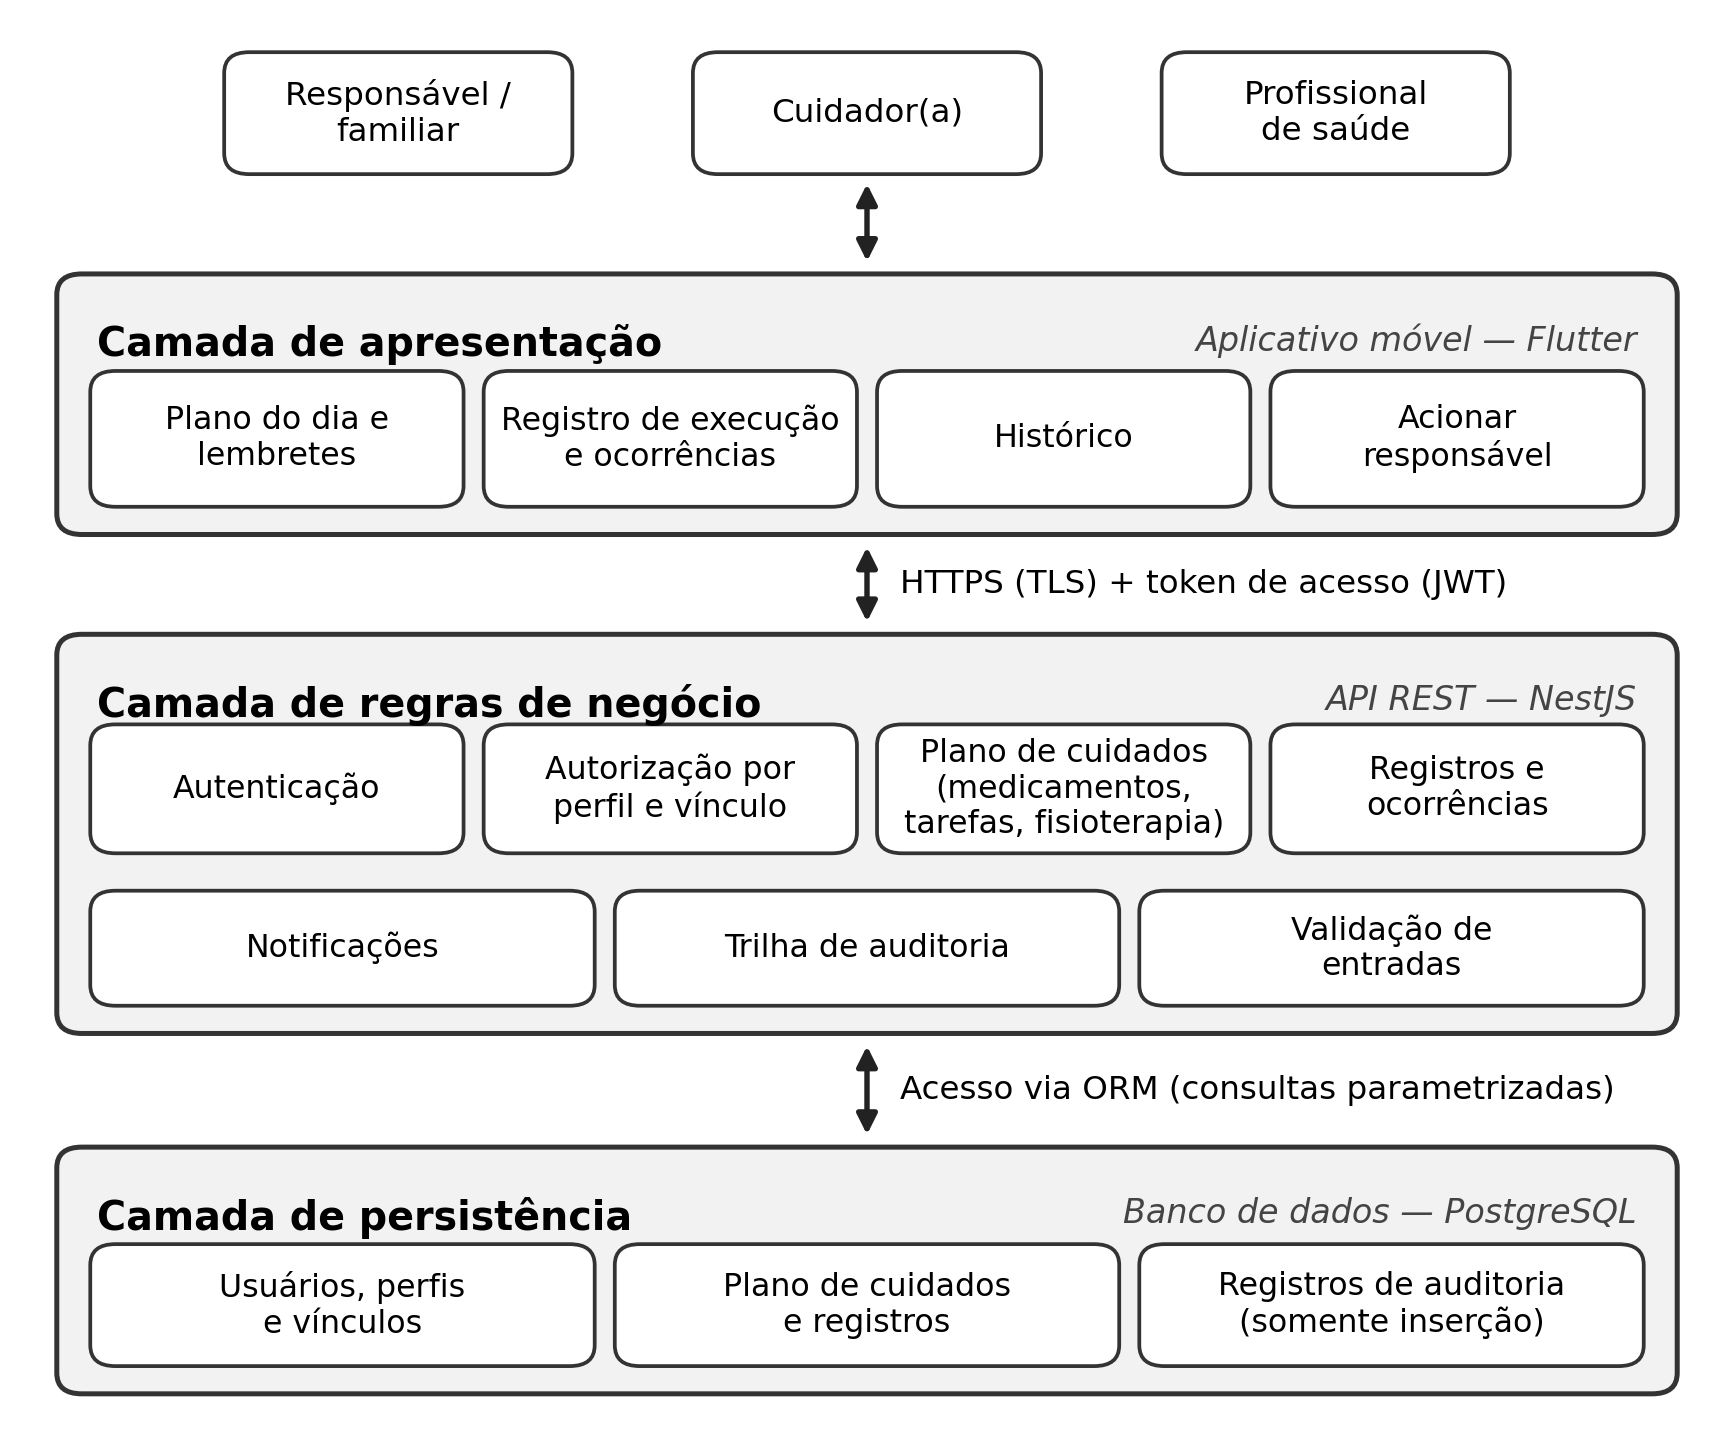 Responsável /
familiar
Cuidador(a)
Profissional
de saúde
Camada de apresentação
Aplicativo móvel — Flutter
Plano do dia e
lembretes
Registro de execução
e ocorrências
Histórico
Acionar
responsável
HTTPS (TLS) + token de acesso (JWT)
Camada de regras de negócio
API REST — NestJS
Autenticação
Autorização por
perfil e vínculo
Plano de cuidados
(medicamentos,
tarefas, fisioterapia)
Registros e
ocorrências
Notificações
Trilha de auditoria
Validação de
entradas
Acesso via ORM (consultas parametrizadas)
Camada de persistência
Banco de dados — PostgreSQL
Usuários, perfis
e vínculos
Plano de cuidados
e registros
Registros de auditoria
(somente inserção)